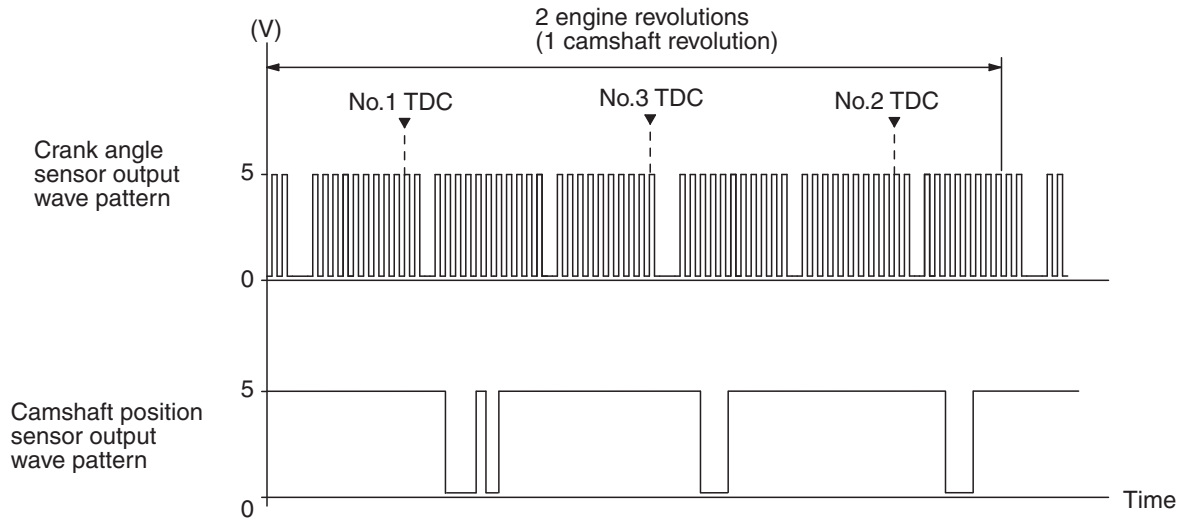 2 engine revolutions
(1 camshaft revolution)
(V)
No.1 TDC
No.3 TDC
No.2 TDC
Crank angle
sensor output
wave pattern
5
0
Camshaft position
sensor output
wave pattern
5
0
Time